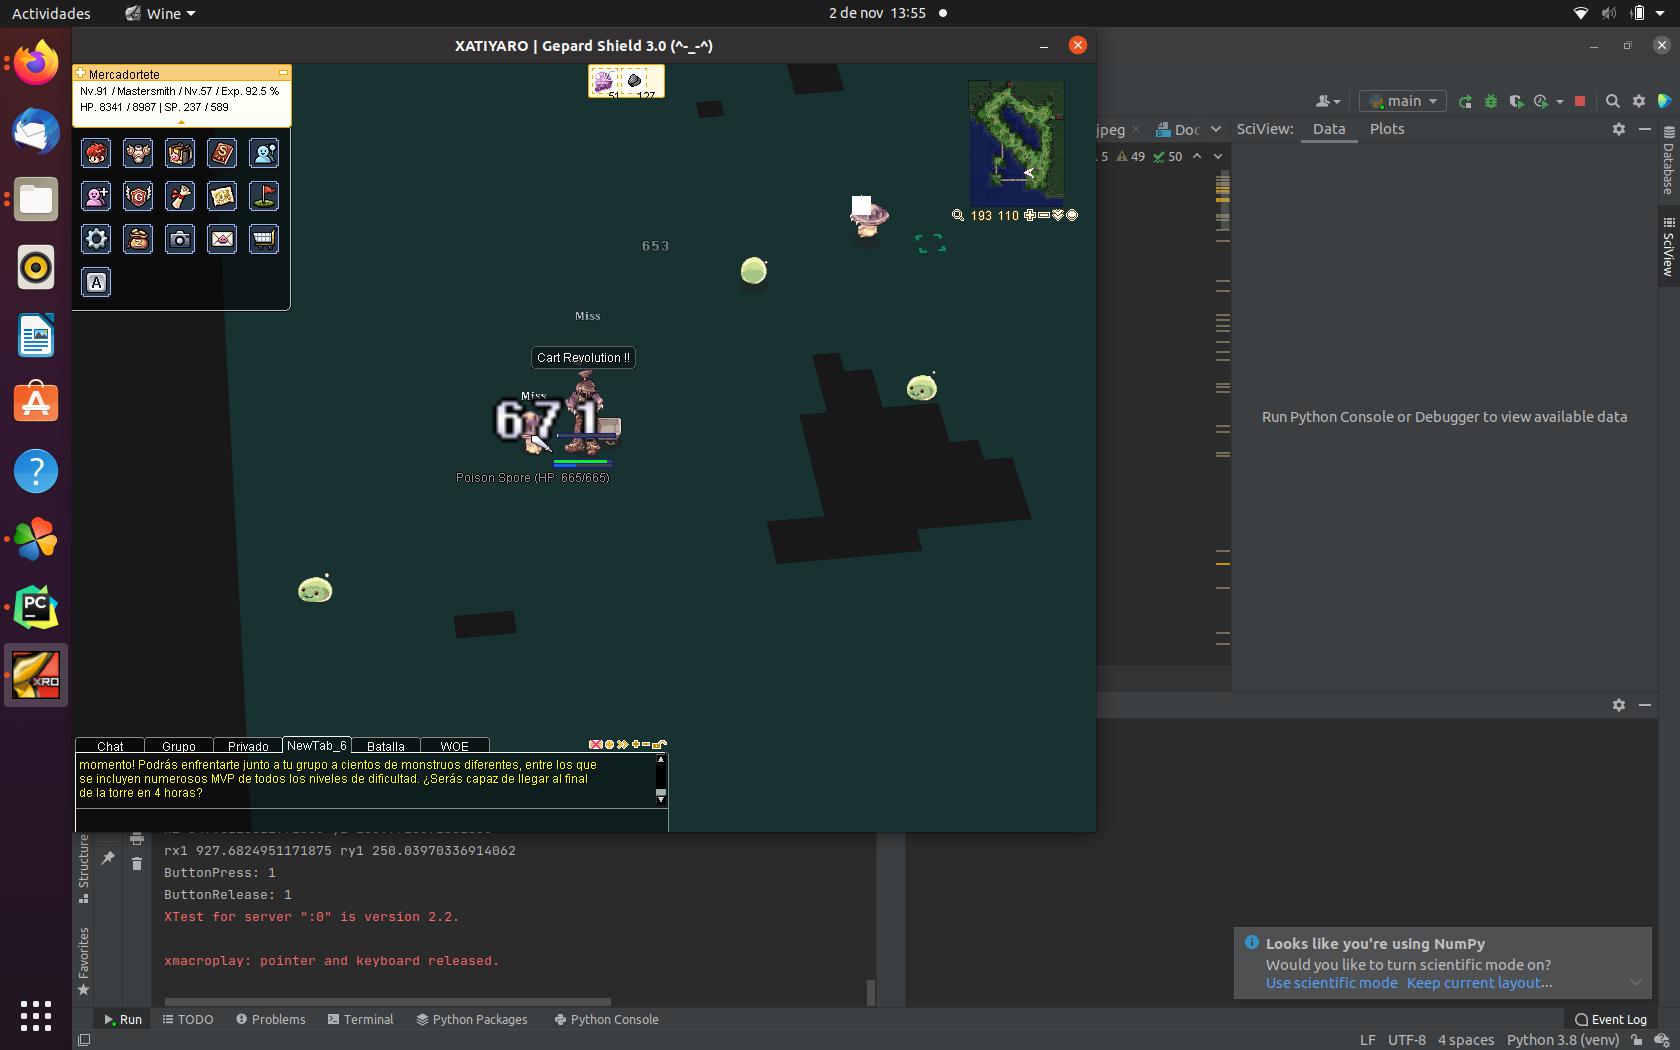 Actividades
Wine
2 de nov 13:55
XATIYARO | Gepard Shield 3.0 (^-_-^)
Mercadortete
Nv.91 / Mastersmith / Nv.57 / Exp. 92.5 %
HP. 8341 / 8987 | SP. 237 / 589
51
127
A
193 110
653
Miss
Cart Revolution !!
Miss
671
Poison Spore (HP: 665/665)
Chat
Grupo
Privado
NewTab_6
Batalla
WOE
momento! Podrás enfrentarte junto a tu grupo a cientos de monstruos diferentes, entre los que
se incluyen numerosos MVP de todos los niveles de dificultad. ¿Serás capaz de llegar al final
de la torre en 4 horas?
main
jpeg
Doc
SciView:
Data
Plots
5
49
50
Database
SciView
Run Python Console or Debugger to view available data
PC
XRO
rx1 927.6824951171875 ry1 250.03970336914062
ButtonPress: 1
ButtonRelease: 1
XTest for server ":0" is version 2.2.
xmacroplay: pointer and keyboard released.
Structure
Favorites
Looks like you're using NumPy
Would you like to turn scientific mode on?
Use scientific mode
Keep current layout...
Run
TODO
Problems
Terminal
Python Packages
Python Console
Event Log
LF
UTF-8
4 spaces
Python 3.8 (venv)